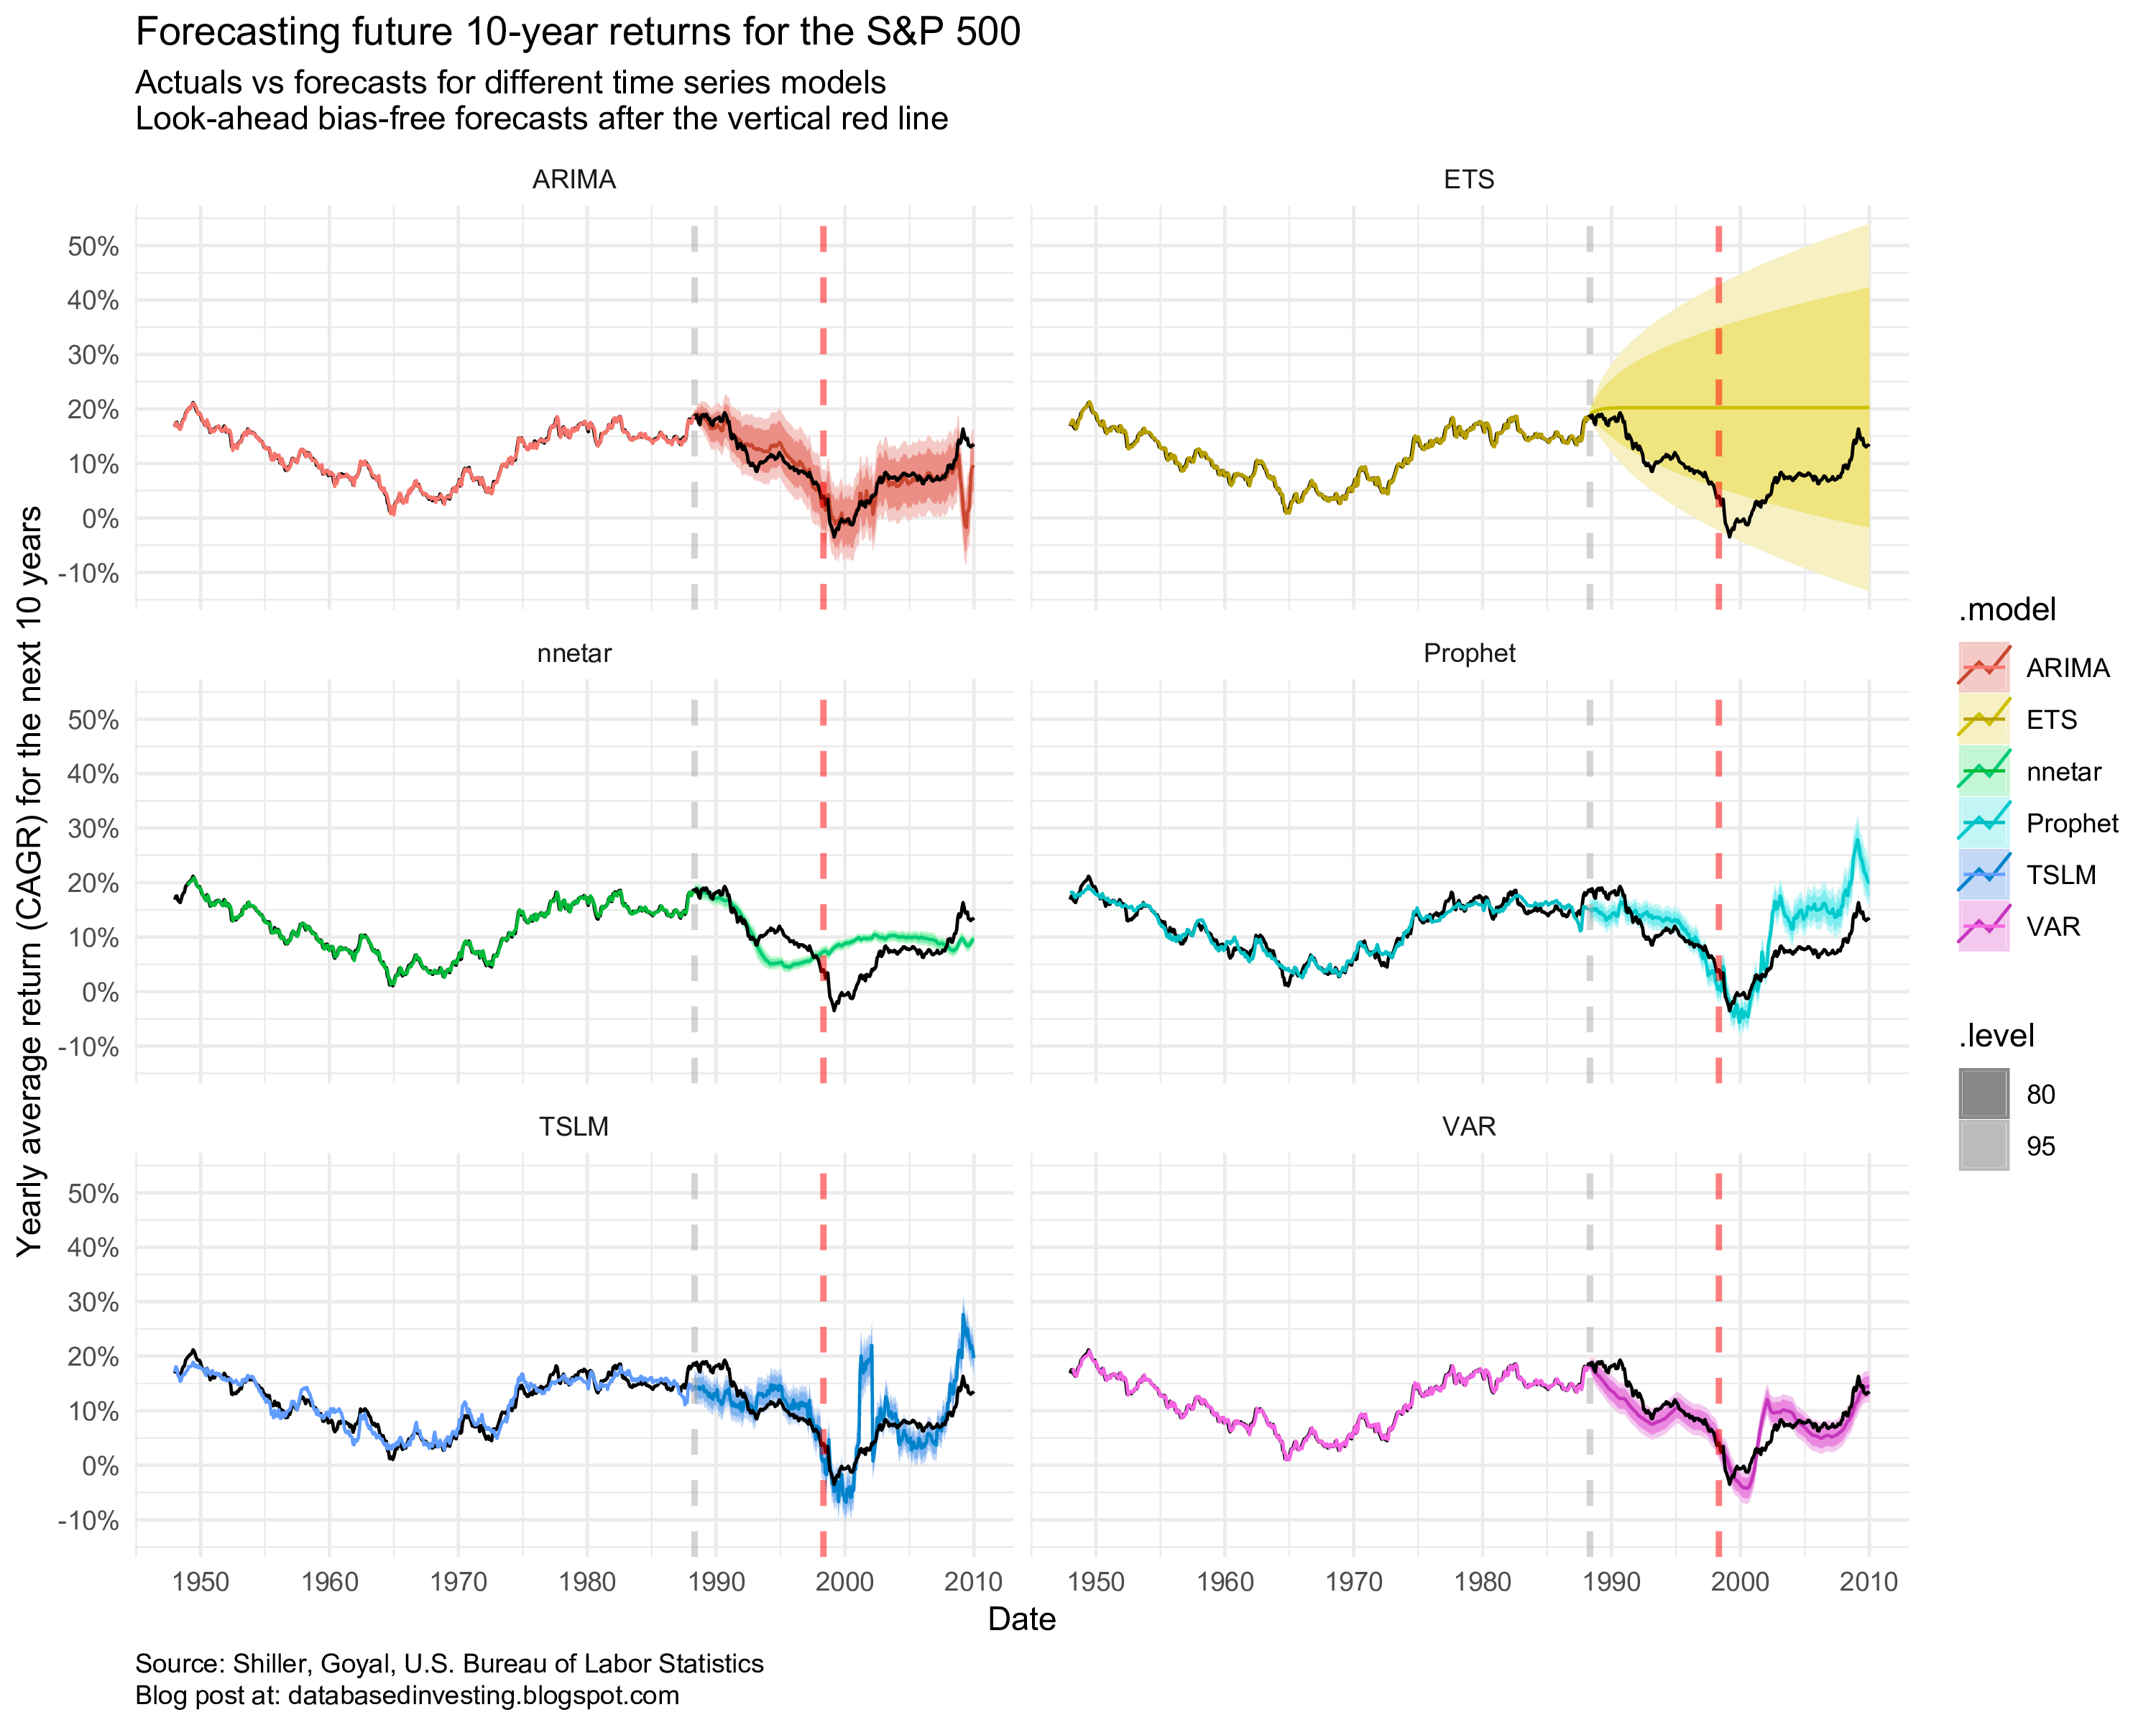 Forecasting future 10-year returns for the S&P 500
Actuals vs forecasts for different time series models
Look-ahead bias-free forecasts after the vertical red line
Yearly average return (CAGR) for the next 10 years
ARIMA
50%
40%
30%
20%
10%
0%
-10%
ETS
nnetar
50%
40%
30%
20%
10%
0%
-10%
Prophet
TSLM
50%
40%
30%
20%
10%
0%
-10%
VAR
1950 1960 1970 1980 1990 2000 2010
1950 1960 1970 1980 1990 2000 2010
Date
.model
ARIMA
ETS
nnetar
Prophet
TSLM
VAR
.level
80
95
Source: Shiller, Goyal, U.S. Bureau of Labor Statistics
Blog post at: databasedinvesting.blogspot.com